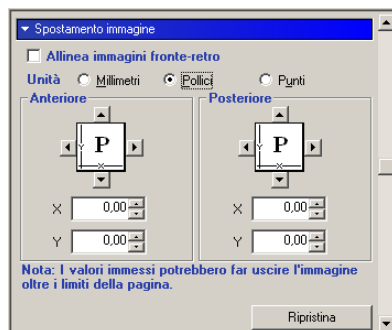 Spostamento immagine
Allinea immagini fronte-retro
Unità Millimetri Pollici Punti
Anteriore Posteriore
P P
X 0,00 X 0,00
Y 0,00 Y 0,00
Nota: I valori immessi potrebbero far uscire l'immagine
oltre i limiti della pagina.
Ripristina